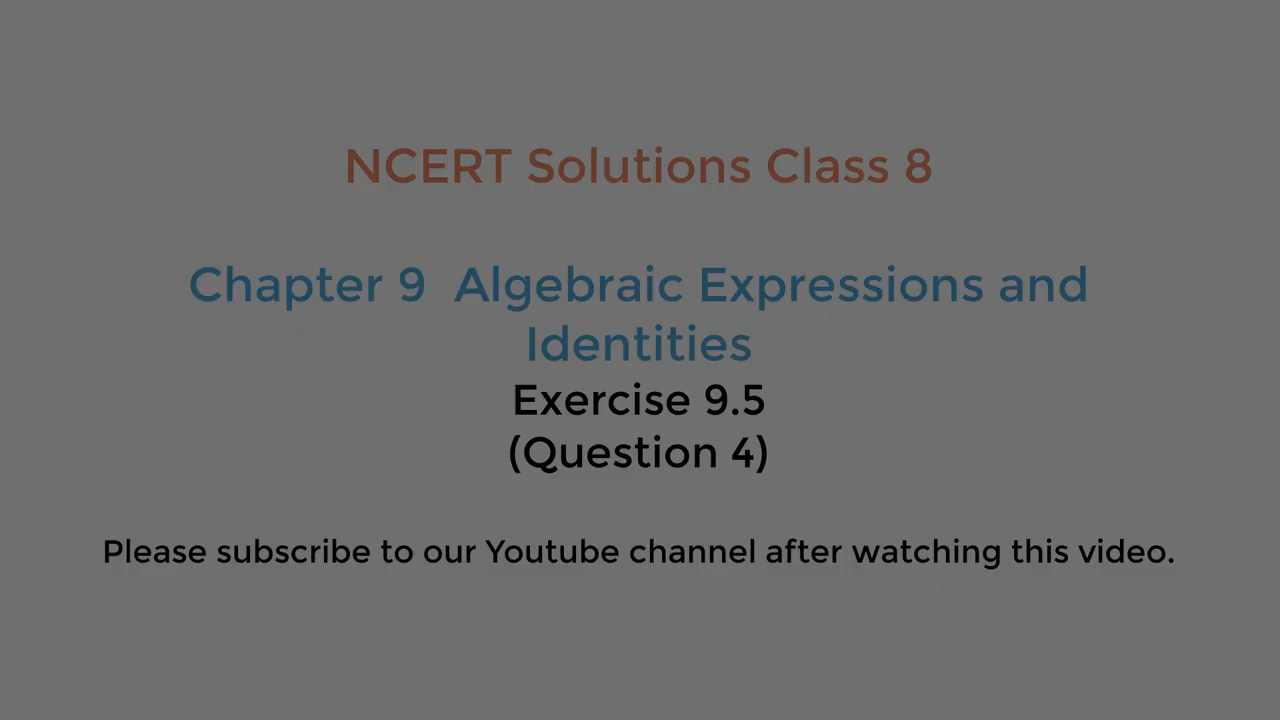 NCERT Solutions Class 8
Chapter 9 Algebraic Expressions and
Identities
Exercise 9.5
(Question 4)
Please subscribe to our Youtube channel after watching this video.